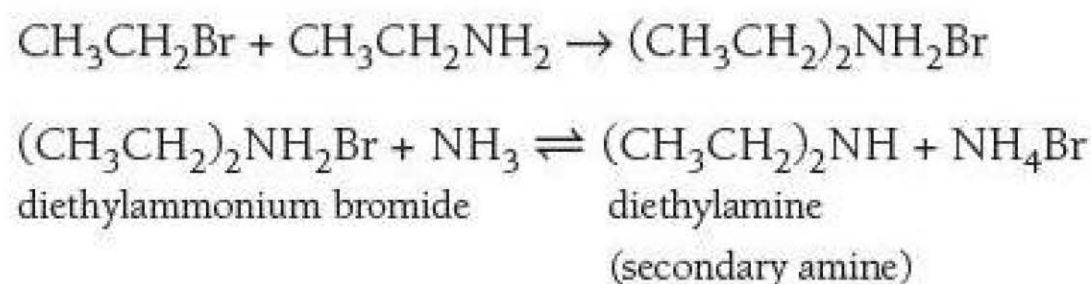 CH₃CH₂Br + CH₃CH₂NH₂ → (CH₃CH₂)₂NH₂Br
(CH₃CH₂)₂NH₂Br + NH₃ ⇌ (CH₃CH₂)₂NH + NH₄Br
diethylammonium bromide diethylamine
(secondary amine)